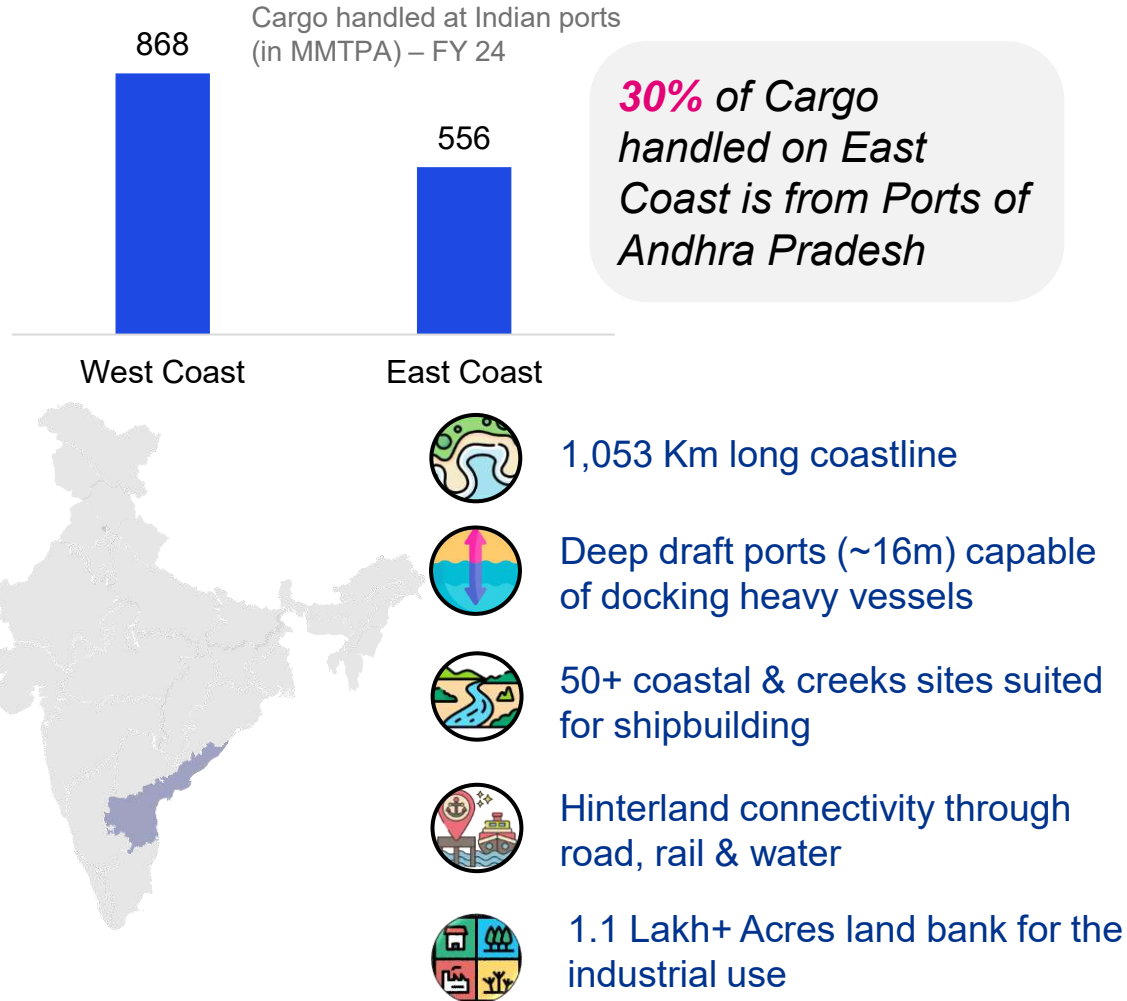 Cargo handled at Indian ports
(in MMTPA) – FY 24
868
556
West Coast
East Coast
30% of Cargo
handled on East
Coast is from Ports of
Andhra Pradesh
1,053 Km long coastline
Deep draft ports (~16m) capable
of docking heavy vessels
50+ coastal & creeks sites suited
for shipbuilding
Hinterland connectivity through
road, rail & water
1.1 Lakh+ Acres land bank for the
industrial use